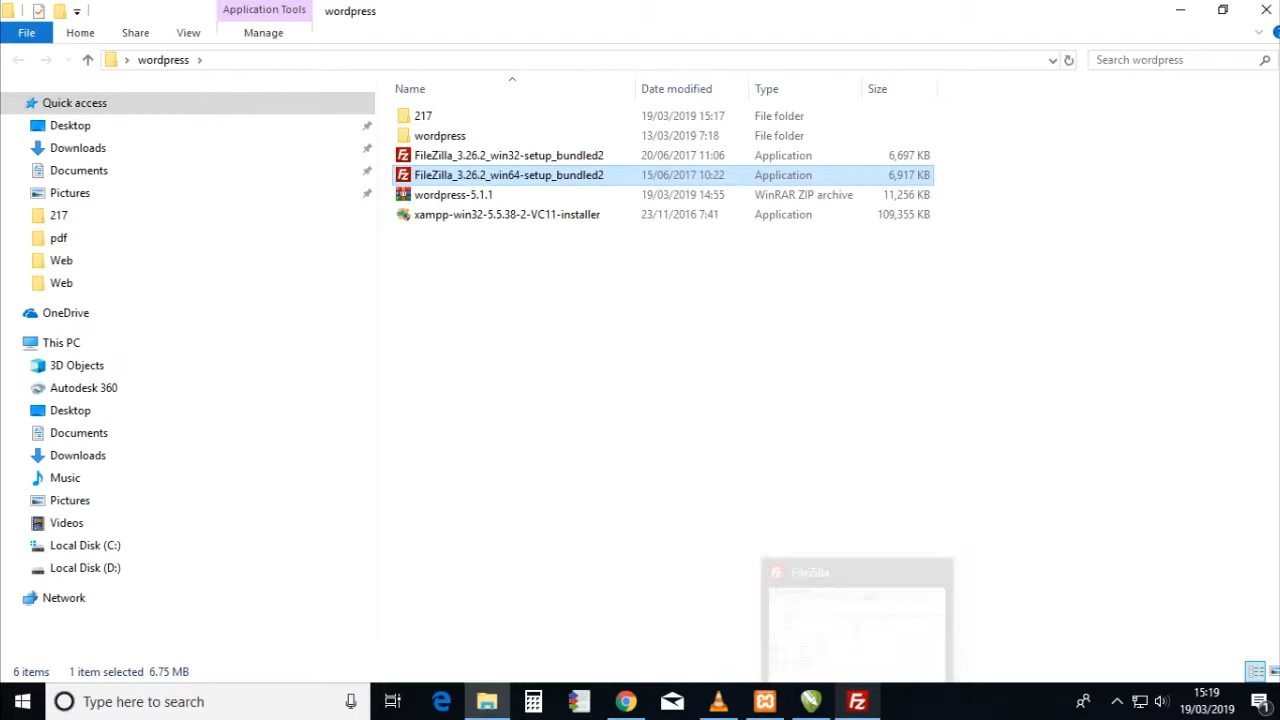 Application Tools
wordpress
File
Home
Share
View
Manage
wordpress
Search wordpress
Name
Date modified
Type
Size
Quick access
Desktop
Downloads
Documents
Pictures
217
pdf
Web
Web
OneDrive
This PC
3D Objects
Autodesk 360
Desktop
Documents
Downloads
Music
Pictures
Videos
Local Disk (C:)
Local Disk (D:)
Network
217 19/03/2019 15:17 File folder
wordpress 13/03/2019 7:18 File folder
FileZilla_3.26.2_win32-setup_bundled2 20/06/2017 11:06 Application 6,697 KB
FileZilla_3.26.2_win64-setup_bundled2 15/06/2017 10:22 Application 6,917 KB
wordpress-5.1.1 19/03/2019 14:55 WinRAR ZIP archive 11,256 KB
xampp-win32-5.5.38-2-VC11-installer 23/11/2016 7:41 Application 109,355 KB
FileZilla
6 items 1 item selected 6.75 MB
Type here to search
15:19
19/03/2019
1